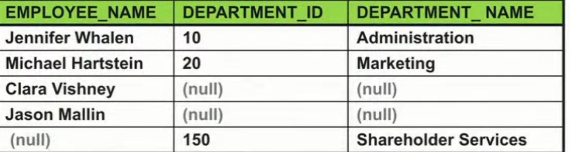 EMPLOYEE_NAME DEPARTMENT_ID DEPARTMENT_ NAME
Jennifer Whalen 10 Administration
Michael Hartstein 20 Marketing
Clara Vishney (null) (null)
Jason Mallin (null) (null)
(null) 150 Shareholder Services